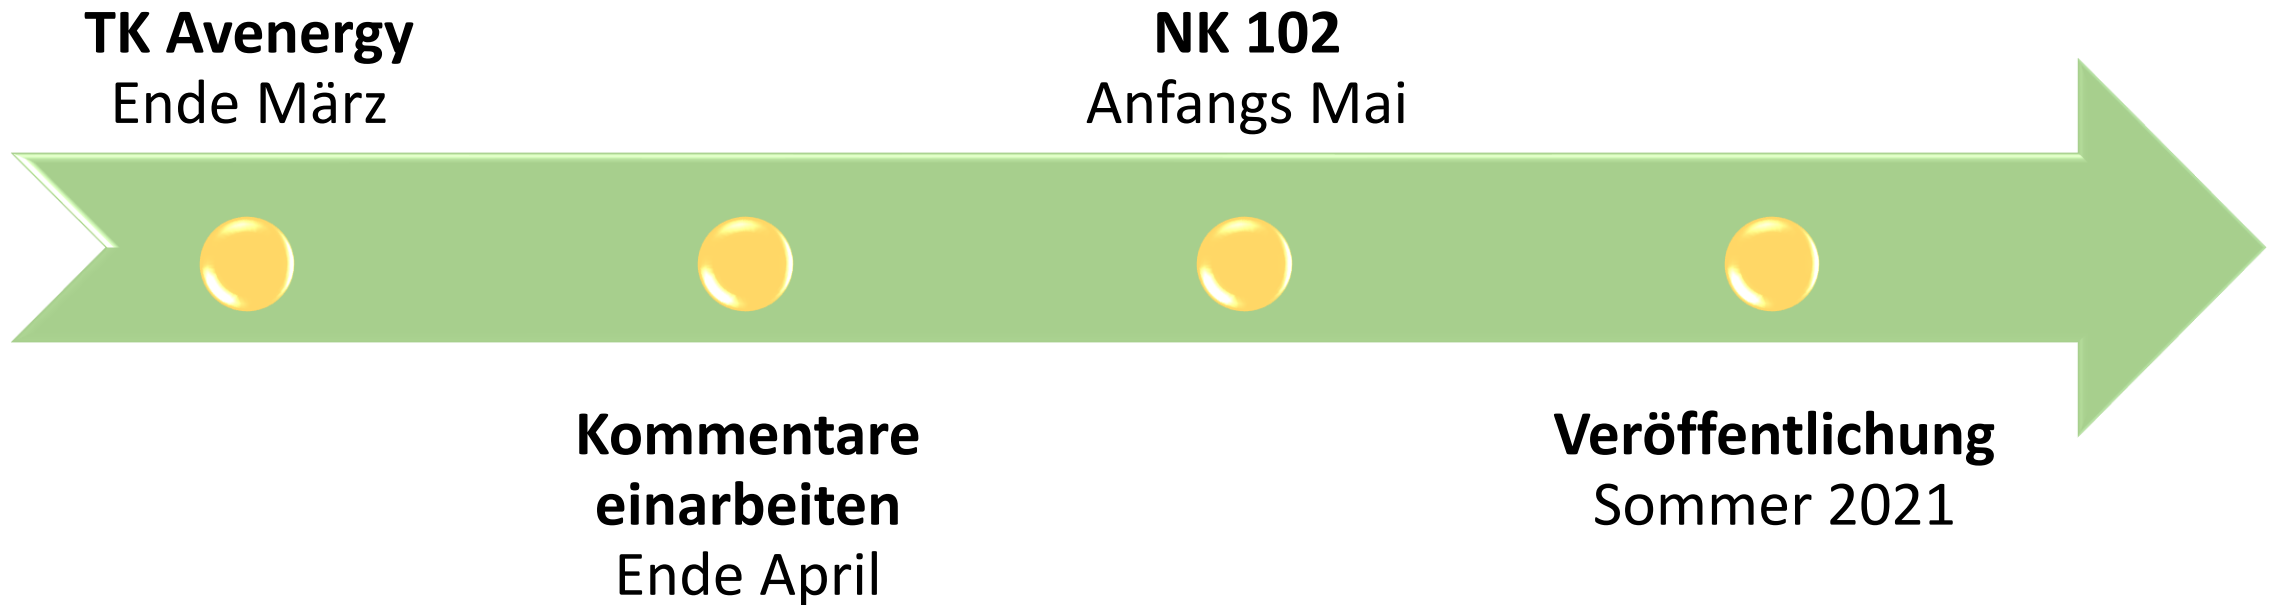 TK Avenergy
Ende März
Kommentare
einarbeiten
Ende April
NK 102
Anfangs Mai
Veröffentlichung
Sommer 2021